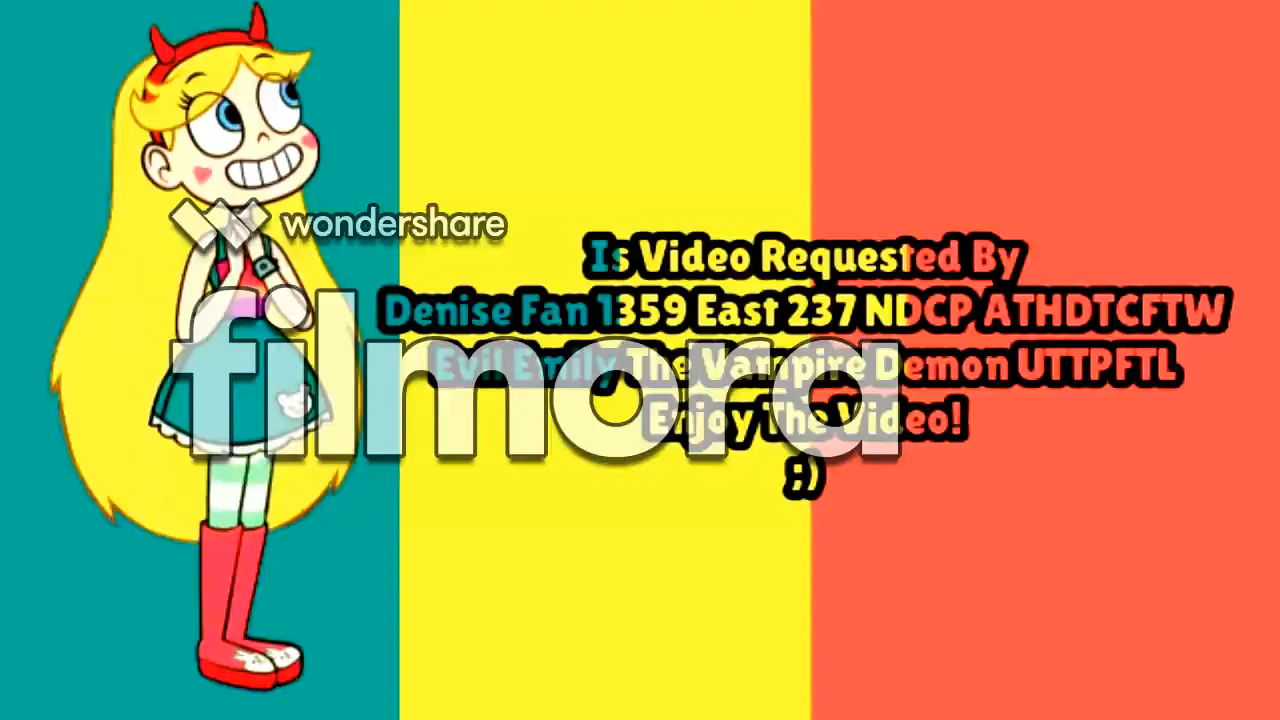 wondershare
filmora
Is Video Requested By
Denise Fan 1359 East 237 NDCP ATHDTCFTW
Evil Emily The Vampire Demon UTTPFTL
Enjoy The Video!
;)